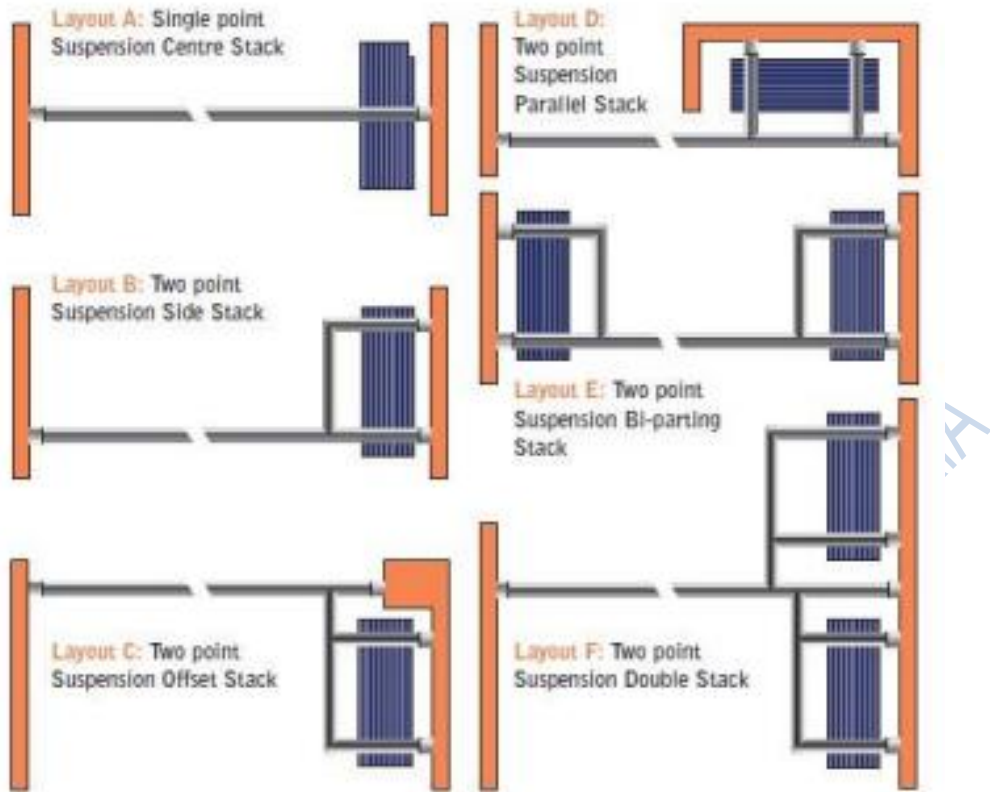 Layout A: Single point
Suspension Centre Stack
Layout D:
Two point
Suspension
Parallel Stack
Layout B: Two point
Suspension Side Stack
Layout E: Two point
Suspension Bi-parting
Stack
Layout C: Two point
Suspension Offset Stack
Layout F: Two point
Suspension Double Stack